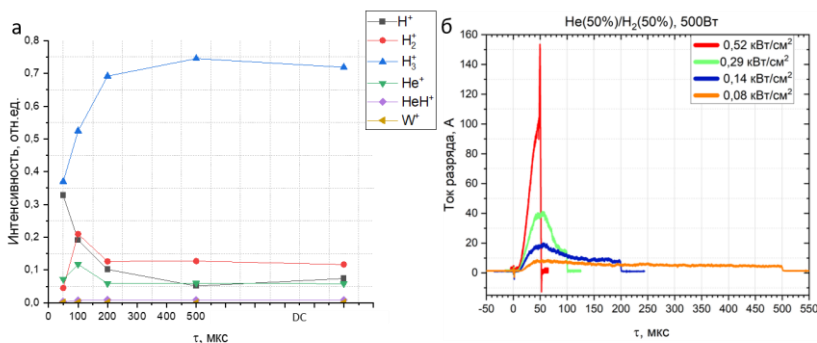 а
H⁺
H₂⁺
H₃⁺
He⁺
HeH⁺
W⁺
Интенсивность, отн.ед.
0.8
0.7
0.6
0.5
0.4
0.3
0.2
0.1
0.0
0 100 200 300 400 500 DC
τ, мкс
б
He(50%)/H₂(50%), 500Вт
0,52 кВт/см²
0,29 кВт/см²
0,14 кВт/см²
0,08 кВт/см²
Ток разряда, А
160
140
120
100
80
60
40
20
0
-50 0 50 100 150 200 250 300 350 400 450 500 550
τ, мкс